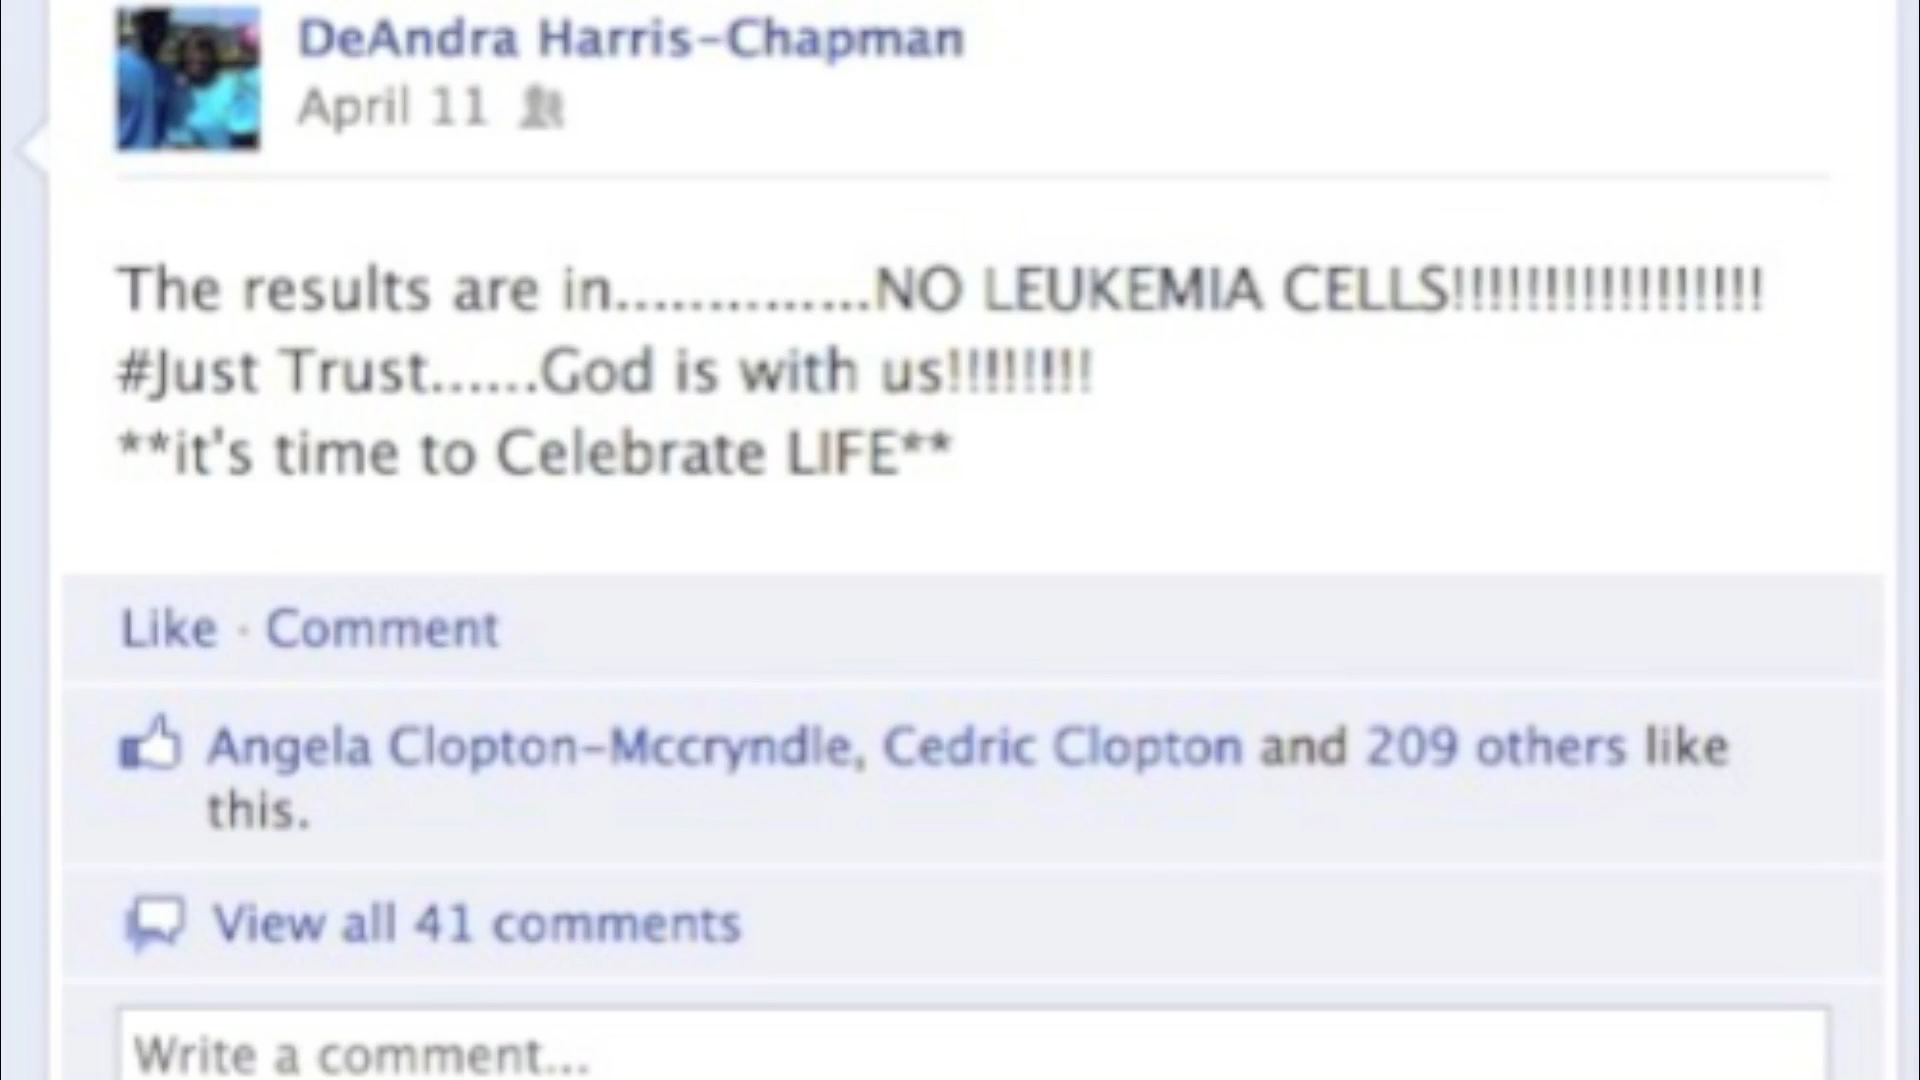 DeAndra Harris-Chapman
April 11
The results are in..............NO LEUKEMIA CELLS!!!!!!!!!!!!!!!!!
#Just Trust......God is with us!!!!!!!!
**it's time to Celebrate LIFE**
Like · Comment
Angela Clopton-Mccryndle, Cedric Clopton and 209 others like
this.
View all 41 comments
Write a comment...